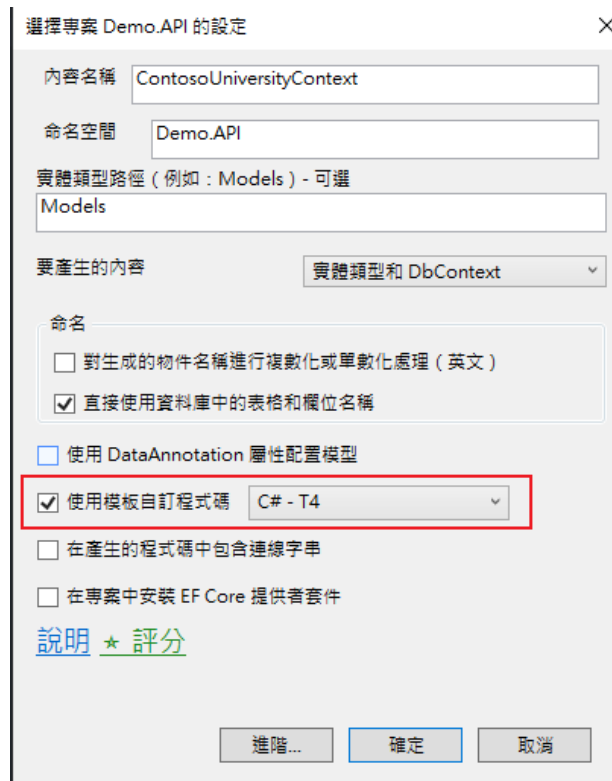 選擇專案 Demo.API 的設定
內容名稱 ContosoUniversityContext
命名空間 Demo.API
實體類型路徑(例如:Models)- 可選
Models
要產生的內容 實體類型和 DbContext
命名
對生成的物件名稱進行複數化或單數化處理(英文)
直接使用資料庫中的表格和欄位名稱
使用 DataAnnotation 屬性配置模型
使用模板自訂程式碼 C# - T4
在產生的程式碼中包含連線字串
在專案中安裝 EF Core 提供者套件
說明 ★ 評分
進階... 確定 取消